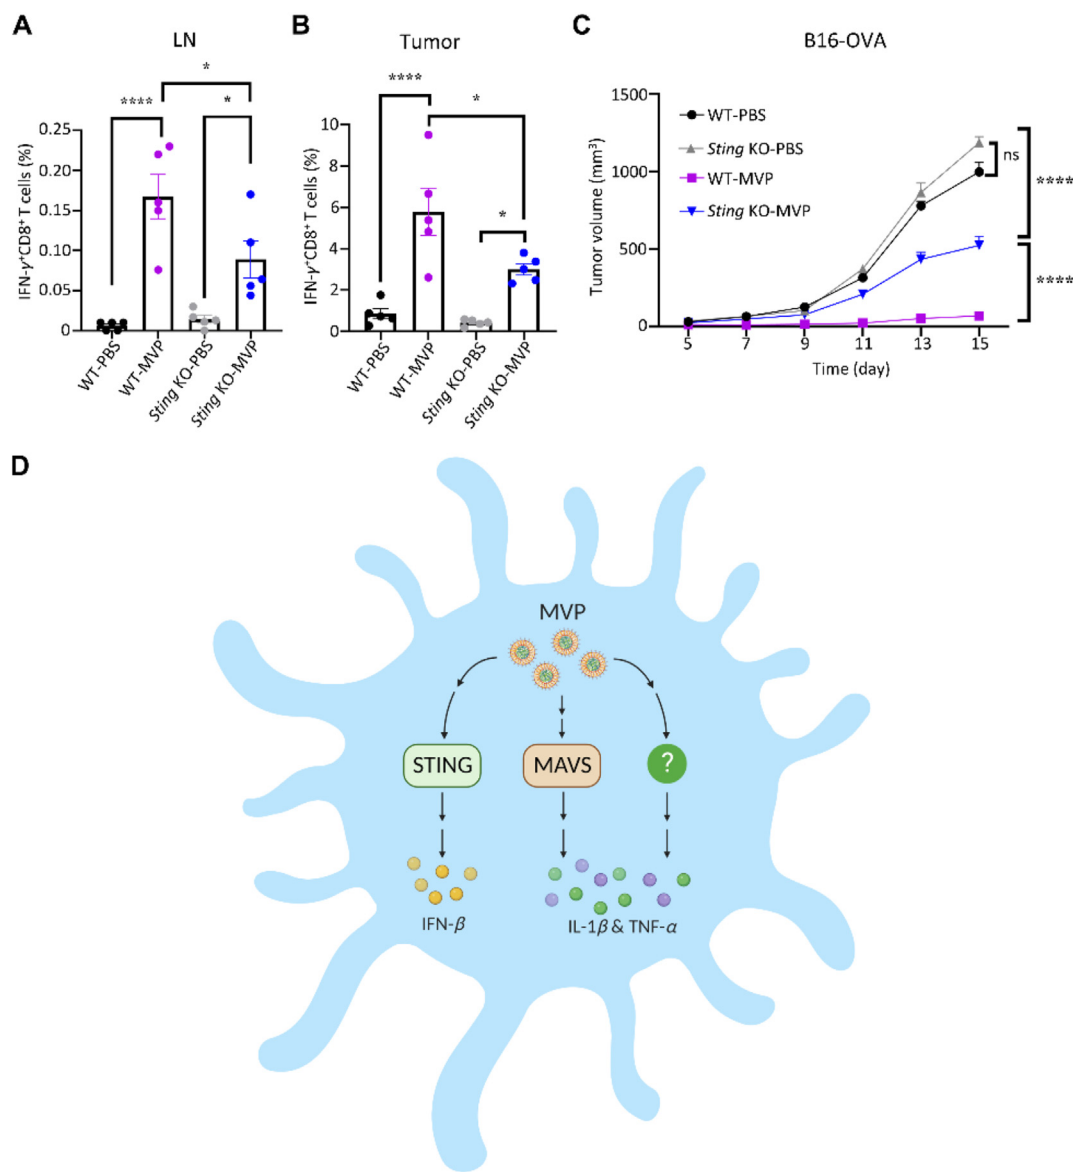 A
LN
*
****
*
IFN-γ⁺CD8⁺ T cells (%)
0.25
0.20
0.15
0.10
0.05
0
WT-PBS
WT-MVP
Sting KO-PBS
Sting KO-MVP
B
Tumor
****
*
*
IFN-γ⁺CD8⁺ T cells (%)
10
8
6
4
2
0
WT-PBS
WT-MVP
Sting KO-PBS
Sting KO-MVP
C
B16-OVA
Tumor volume (mm³)
1500
1000
500
0
WT-PBS
Sting KO-PBS
WT-MVP
Sting KO-MVP
ns
****
****
5 7 9 11 13 15
Time (day)
D
MVP
STING MAVS ?
IFN-β IL-1β & TNF-α